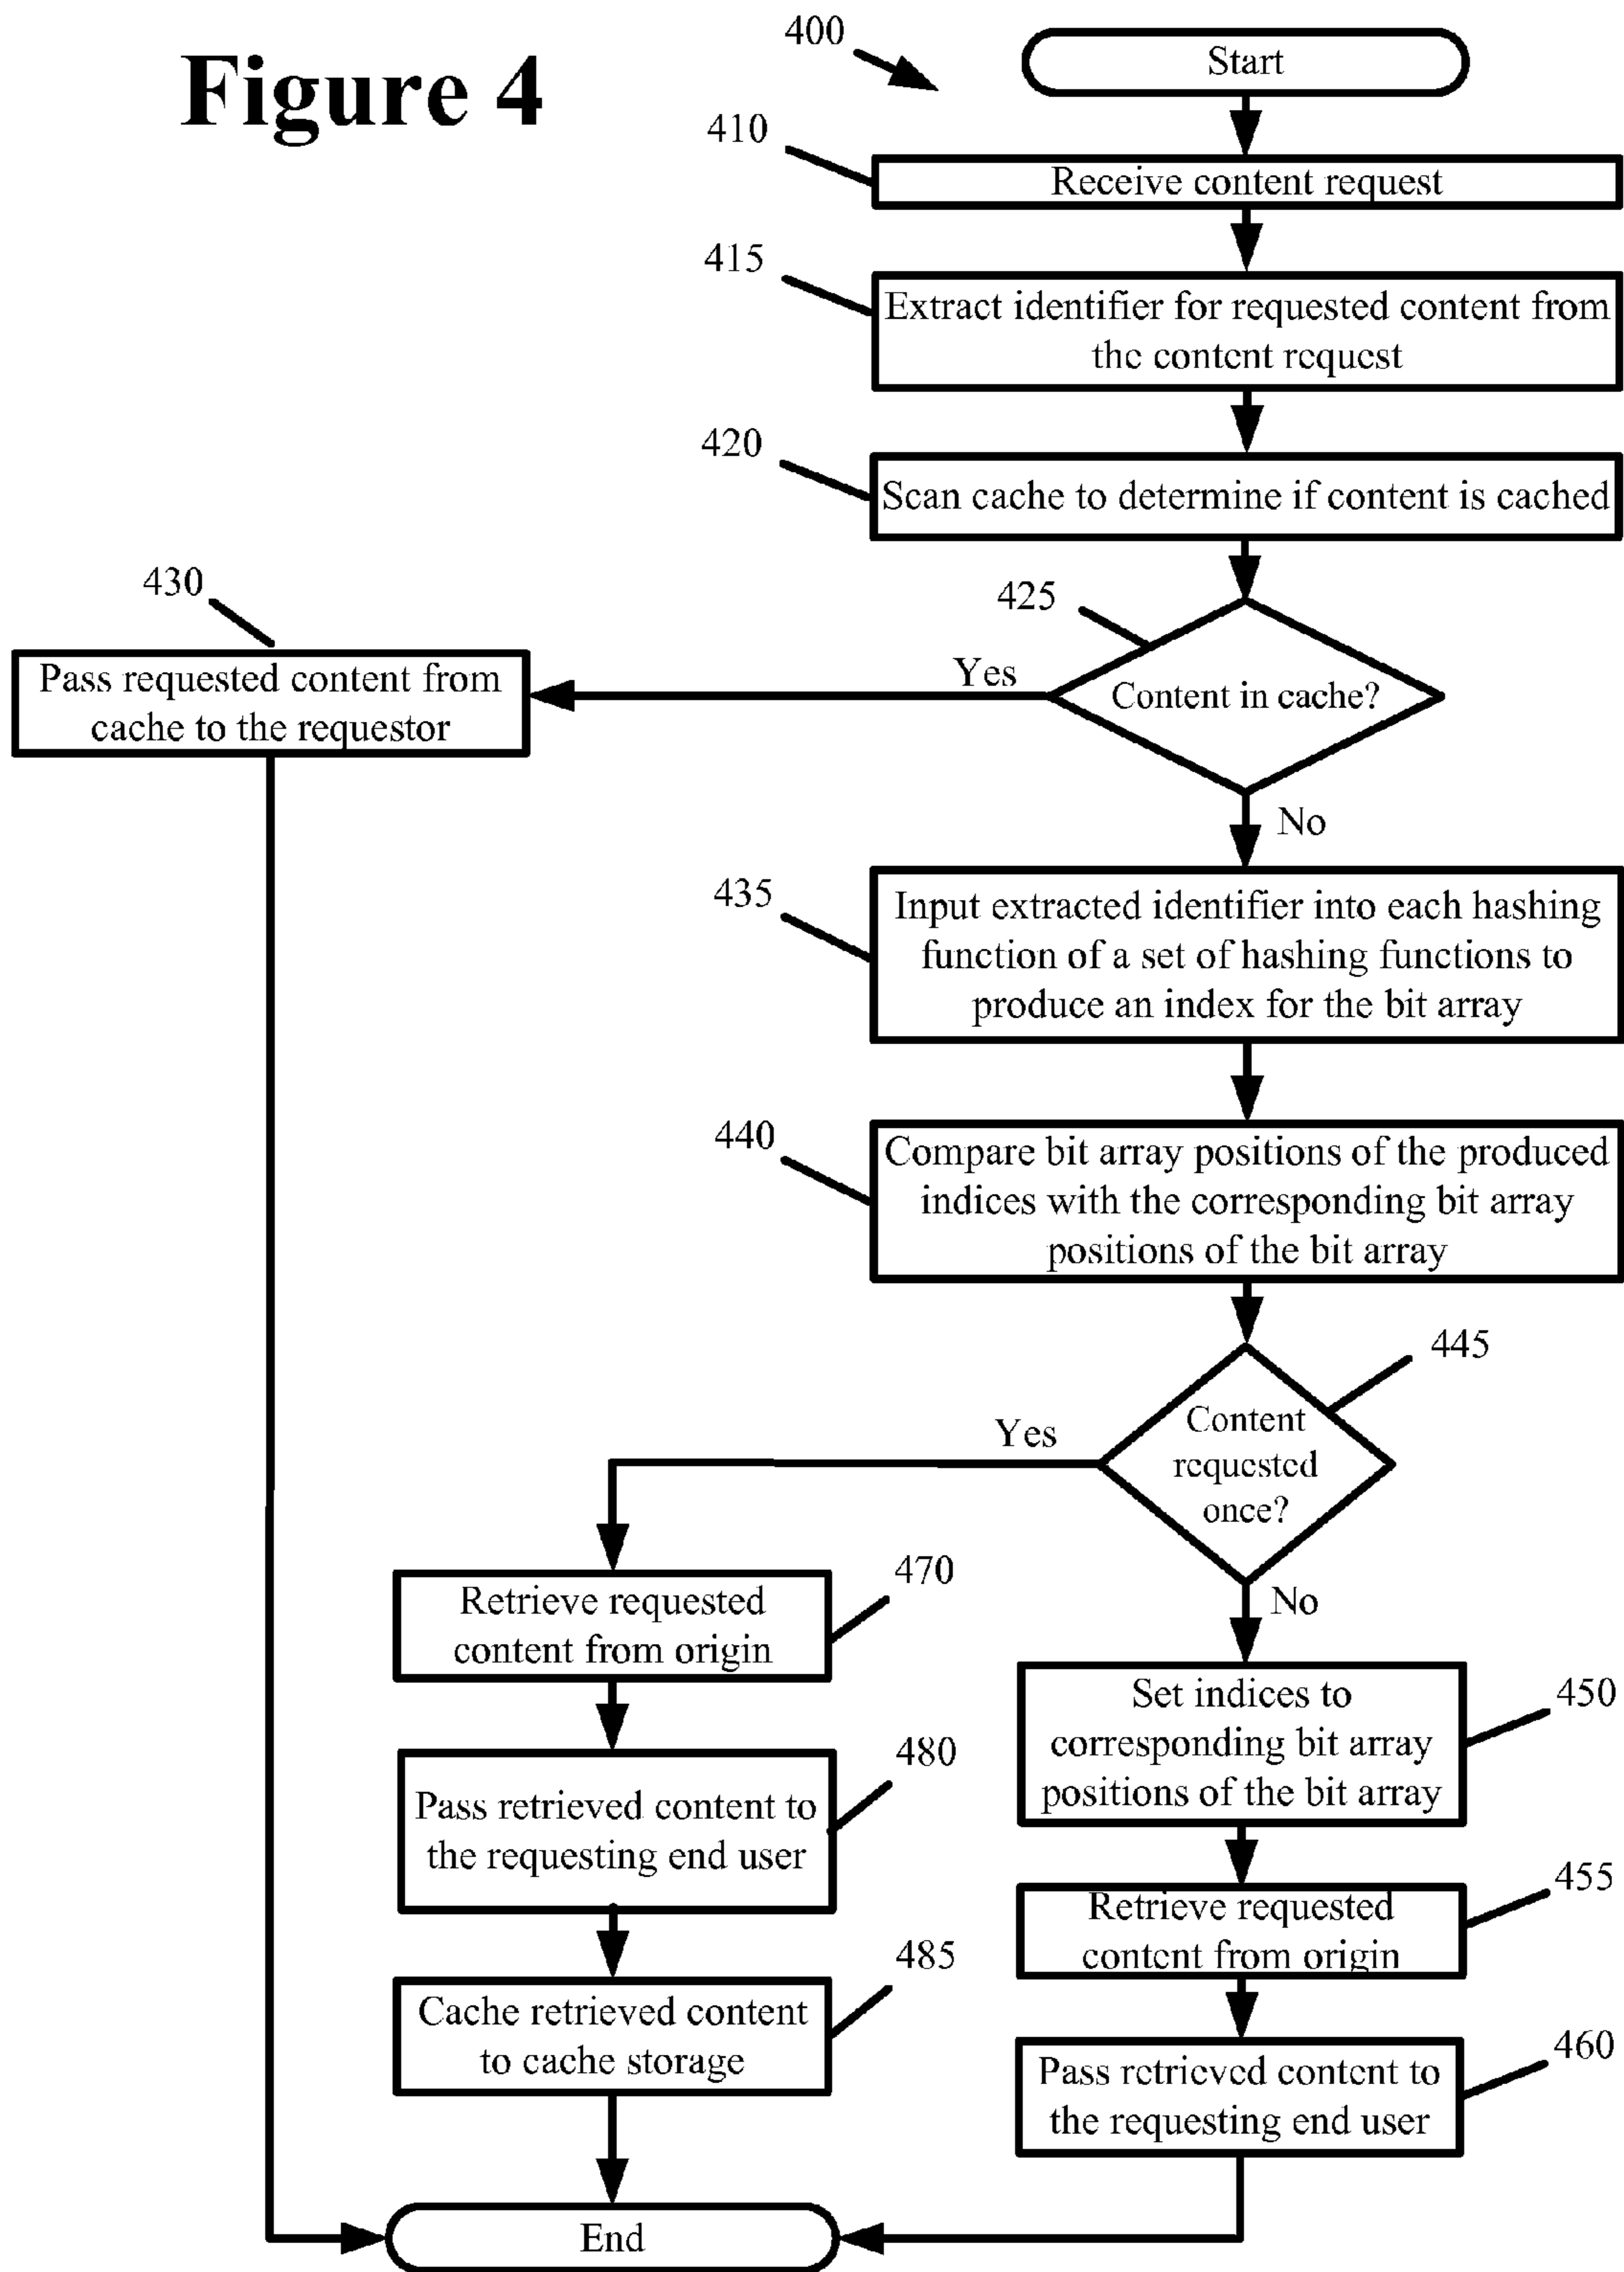 Figure 4
400
Start
410
Receive content request
415
Extract identifier for requested content from
the content request
420
Scan cache to determine if content is cached
425
430
Pass requested content from
cache to the requestor
Yes
Content in cache?
No
435
Input extracted identifier into each hashing
function of a set of hashing functions to
produce an index for the bit array
440
Compare bit array positions of the produced
indices with the corresponding bit array
positions of the bit array
445
Content
requested
once?
Yes
No
470
Retrieve requested
content from origin
450
Set indices to
corresponding bit array
positions of the bit array
480
Pass retrieved content to
the requesting end user
455
Retrieve requested
content from origin
485
Cache retrieved content
to cache storage
460
Pass retrieved content to
the requesting end user
End